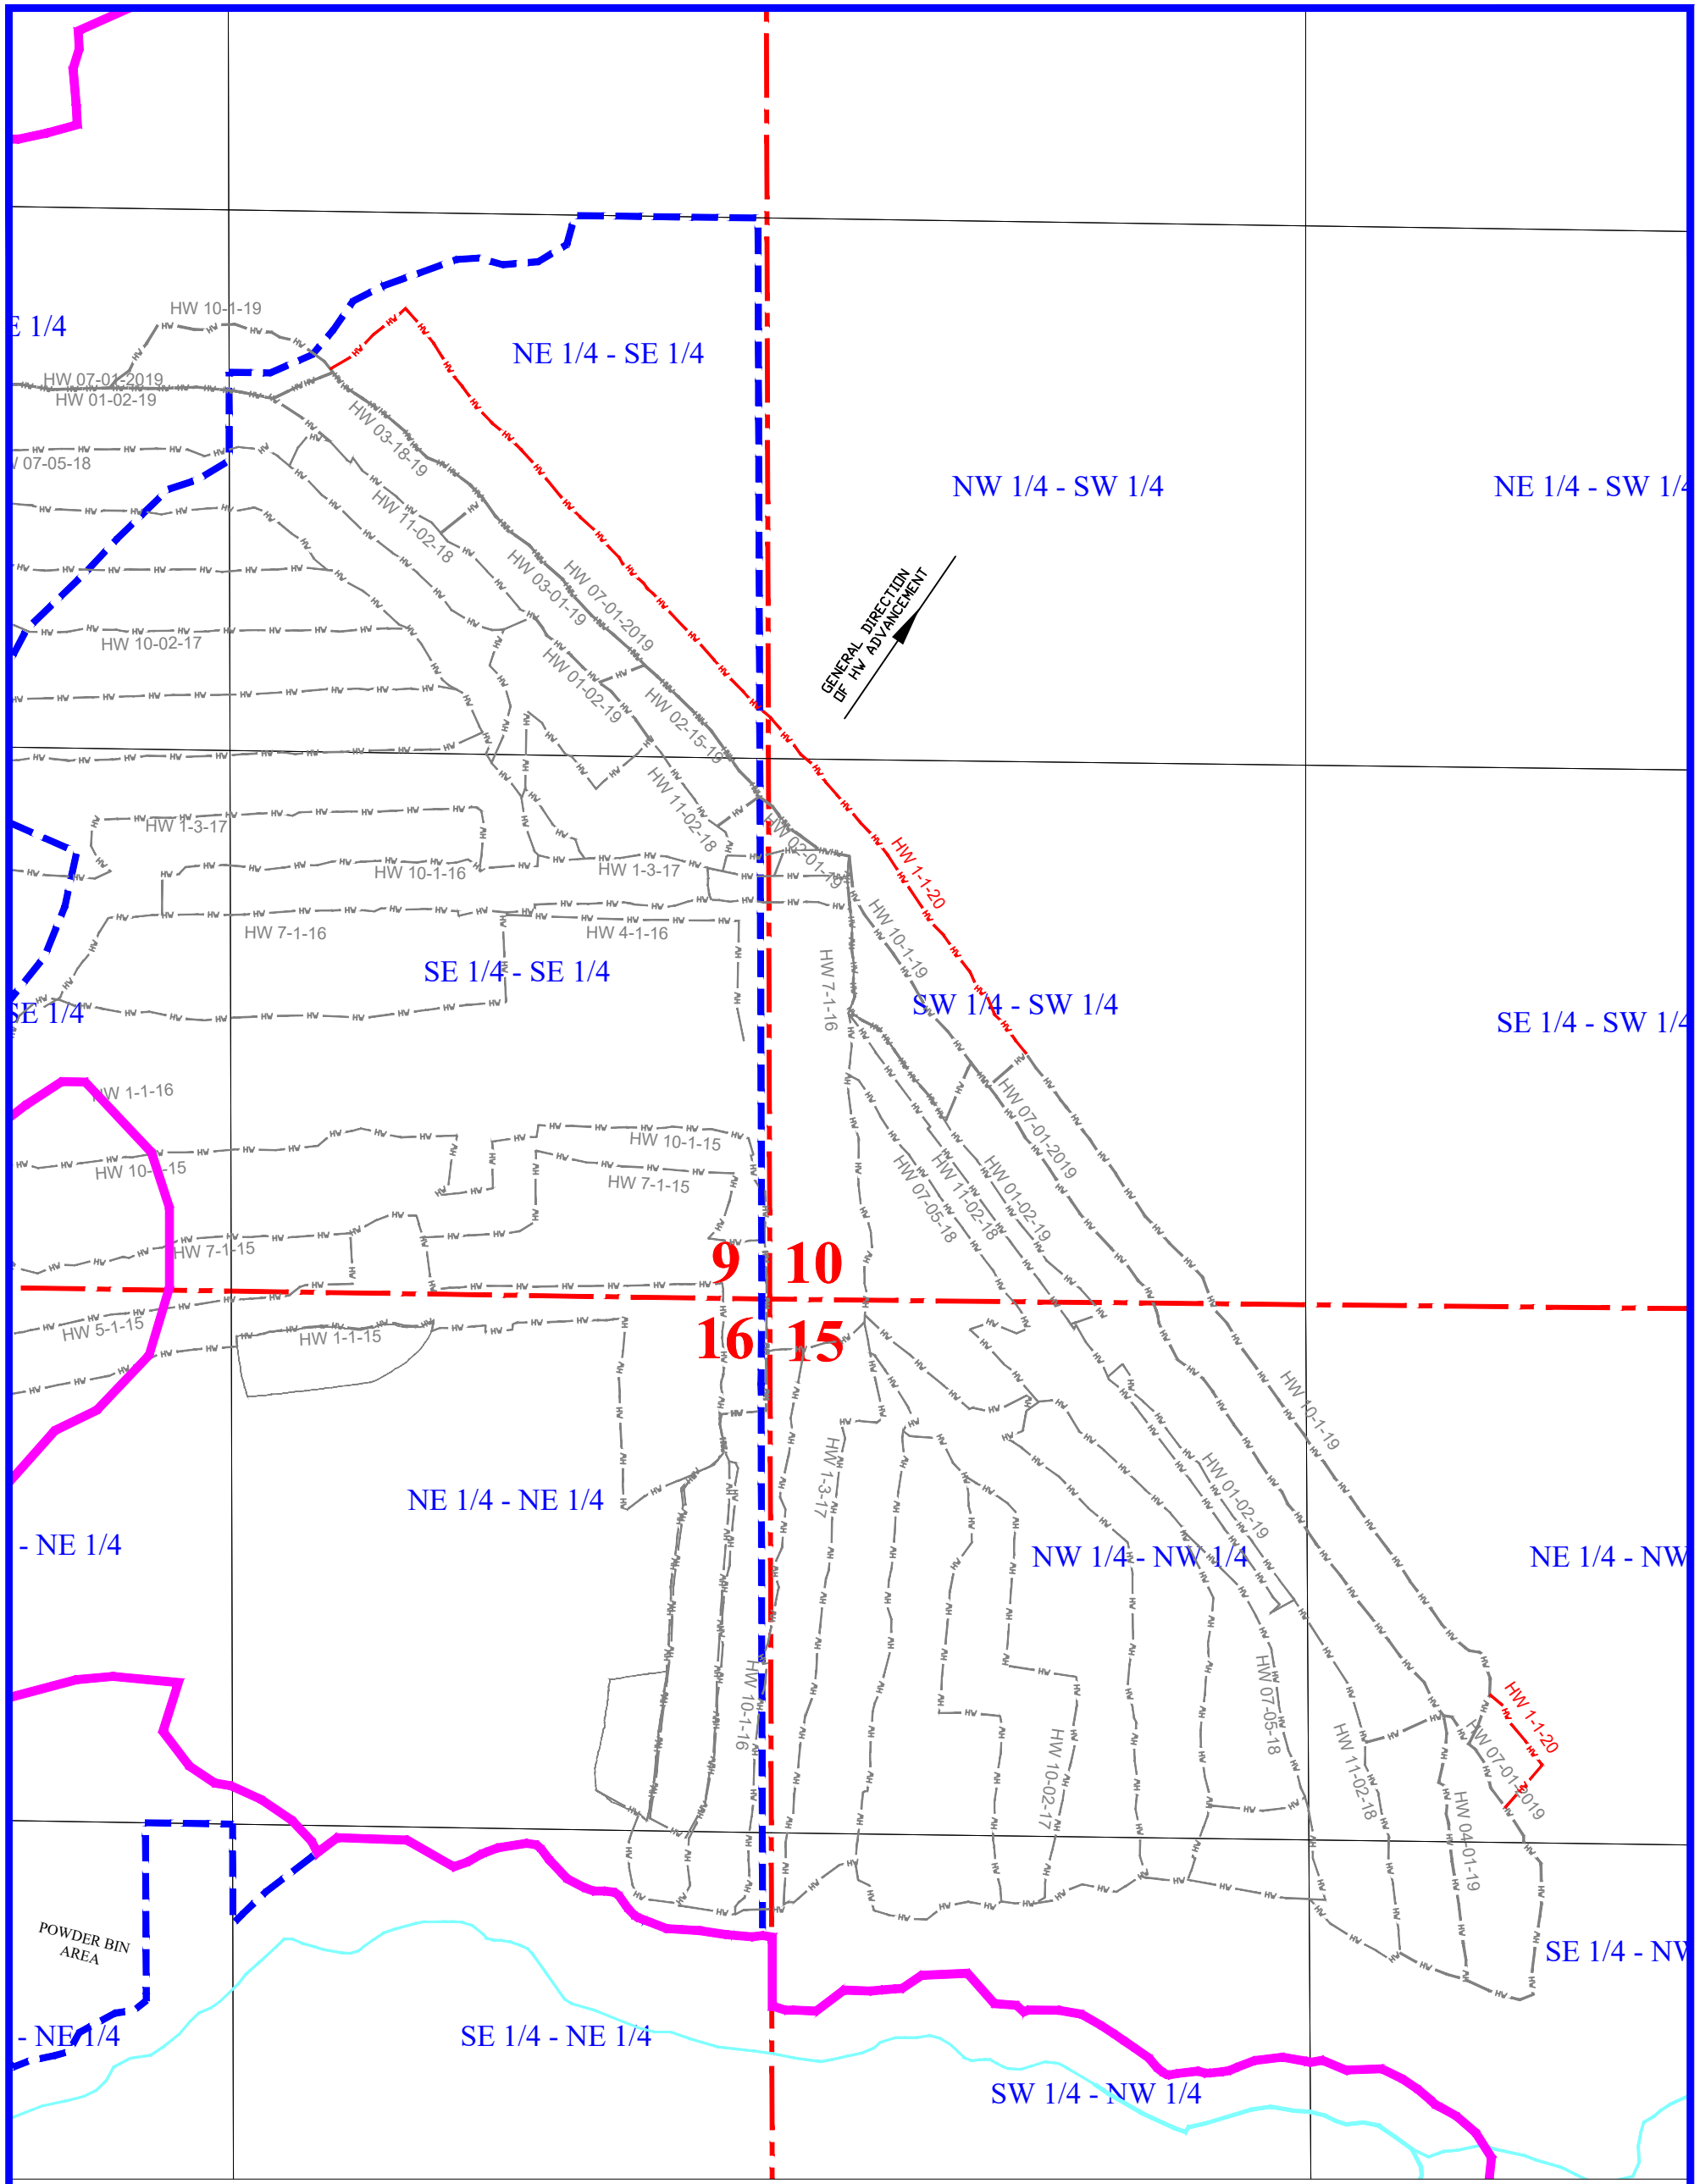 HW 10-1-19
E 1/4
NE 1/4 - SE 1/4
HW 07-01-2019
HW 01-02-19
HW 03-18-19
07-05-18
NW 1/4 - SW 1/4
NE 1/4 - SW 1/4
HW 11-02-18
HW 03-01-19
HW 07-01-2019
GENERAL DIRECTION
OF HW ADVANCEMENT
HW 10-02-17
HW 01-02-19
HW 02-15-19
HW 11-02-18
HW 1-3-17
HW 02-01-19
HW 10-1-16
HW 1-3-17
HW 1-1-20
HW 7-1-16
HW 4-1-16
HW 10-1-19
SE 1/4 - SE 1/4
HW 7-1-16
SW 1/4 - SW 1/4
SE 1/4
SE 1/4 - SW 1/4
HW 1-1-16
HW 07-01-2019
HW 10-1-15
HW 10-1-15
HW 7-1-15
HW 07-05-18
HW 11-02-18
HW 01-02-19
HW 7-1-15
9
10
HW 5-1-15
HW 1-1-15
16
15
HW 10-1-19
HW 1-3-17
HW 01-02-19
NE 1/4 - NE 1/4
- NE 1/4
NW 1/4 - NW 1/4
NE 1/4 - NW
HW 10-1-16
HW 07-05-18
HW 1-1-20
HW 10-02-17
HW 11-02-18
HW 07-01-2019
HW 04-01-19
POWDER BIN
AREA
SE 1/4 - NW
- NE 1/4
SE 1/4 - NE 1/4
SW 1/4 - NW 1/4